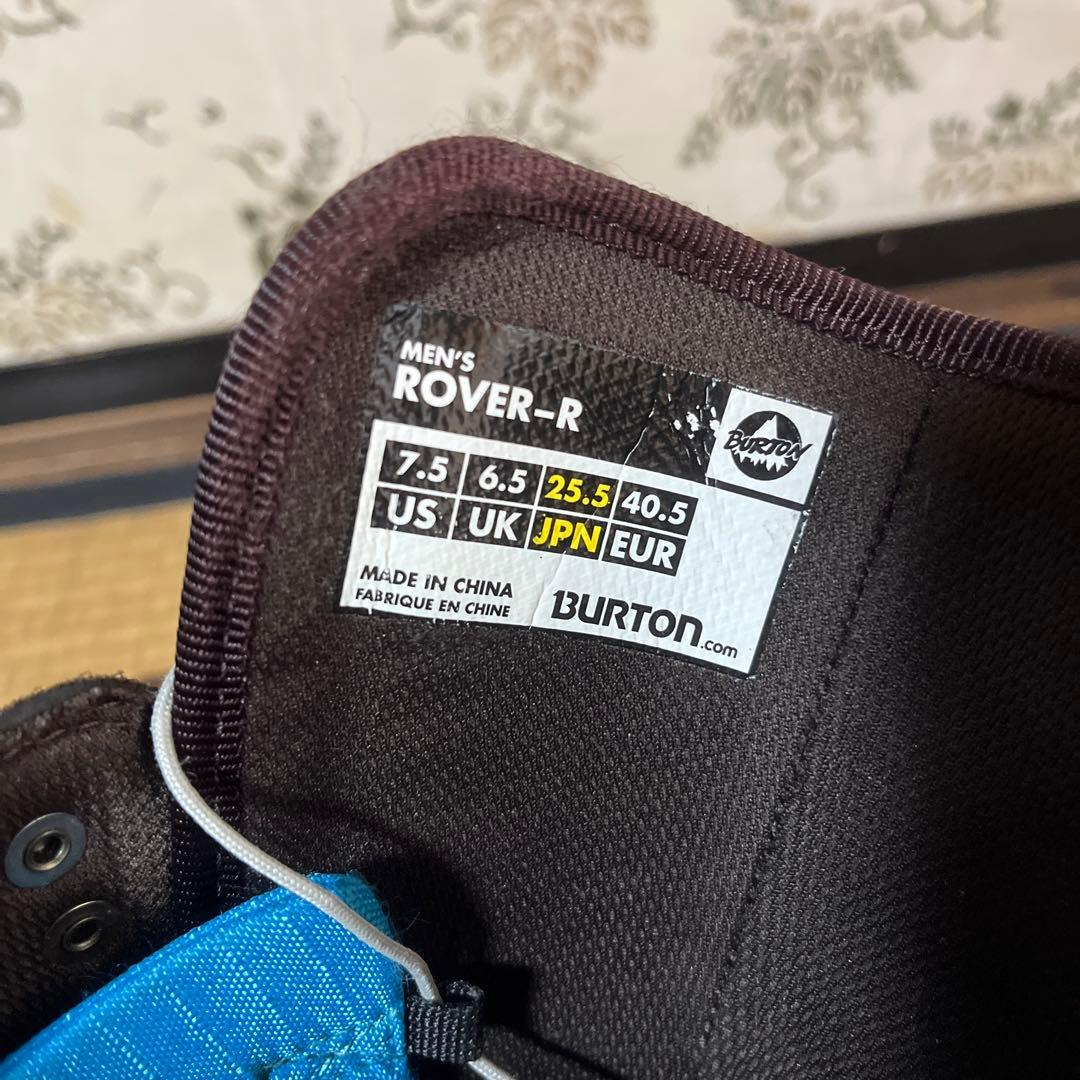 MEN'S
ROVER-R
BURTON
7.5 6.5 25.5 40.5
US UK JPN EUR
MADE IN CHINA
FABRIQUE EN CHINE
BURTON.com